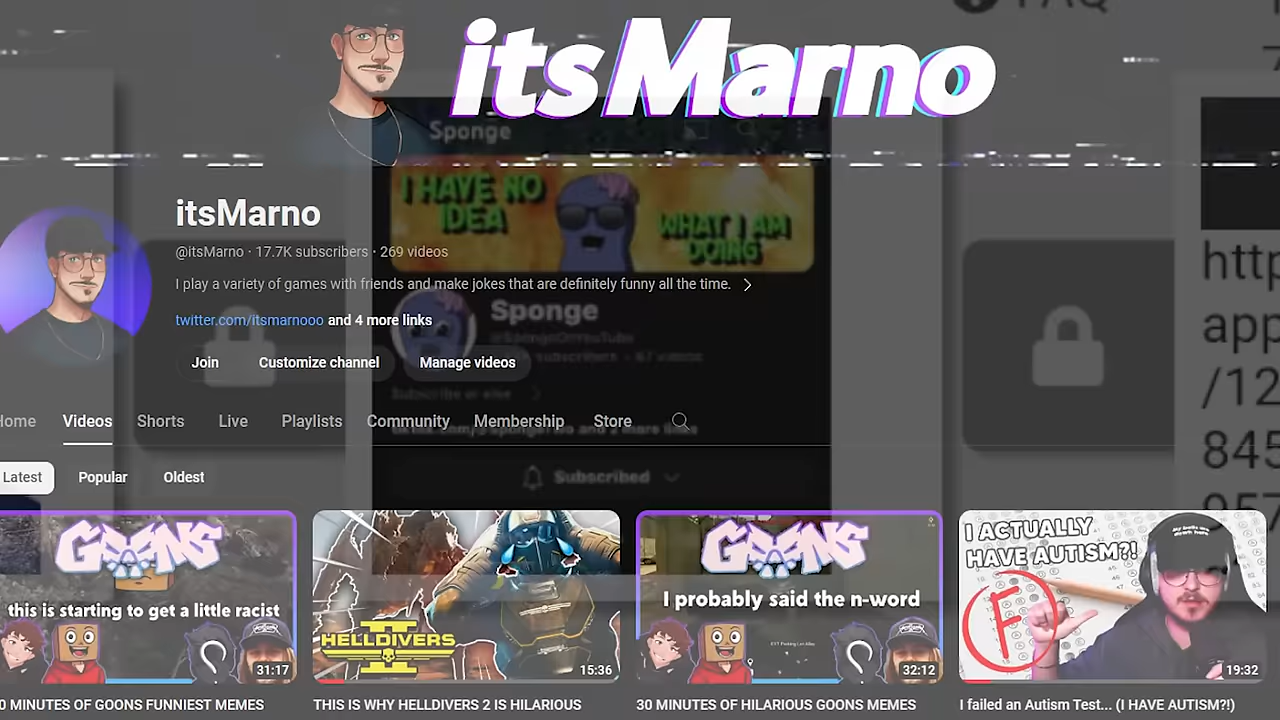 FAQ
itsMarno
Sponge
I HAVE NO
IDEA
WHAT I AM
DOING
itsMarno
@itsMarno · 17.7K subscribers · 269 videos
I play a variety of games with friends and make jokes that are definitely funny all the time.
Sponge
twitter.com/itsmarnooo and 4 more links
Join
Customize channel
Manage videos
subscribers
Home
Videos
Shorts
Live
Playlists
Community
Membership
Store
Subscribed
Latest
Popular
Oldest
http
app
/12
845
GOONS
this is starting to get a little racist
31:17
HELLDIVERS
II
15:36
GOONS
I probably said the n-word
32:12
I ACTUALLY
HAVE AUTISM?!
F
19:32
0 MINUTES OF GOONS FUNNIEST MEMES
THIS IS WHY HELLDIVERS 2 IS HILARIOUS
30 MINUTES OF HILARIOUS GOONS MEMES
I failed an Autism Test... (I HAVE AUTISM?!)